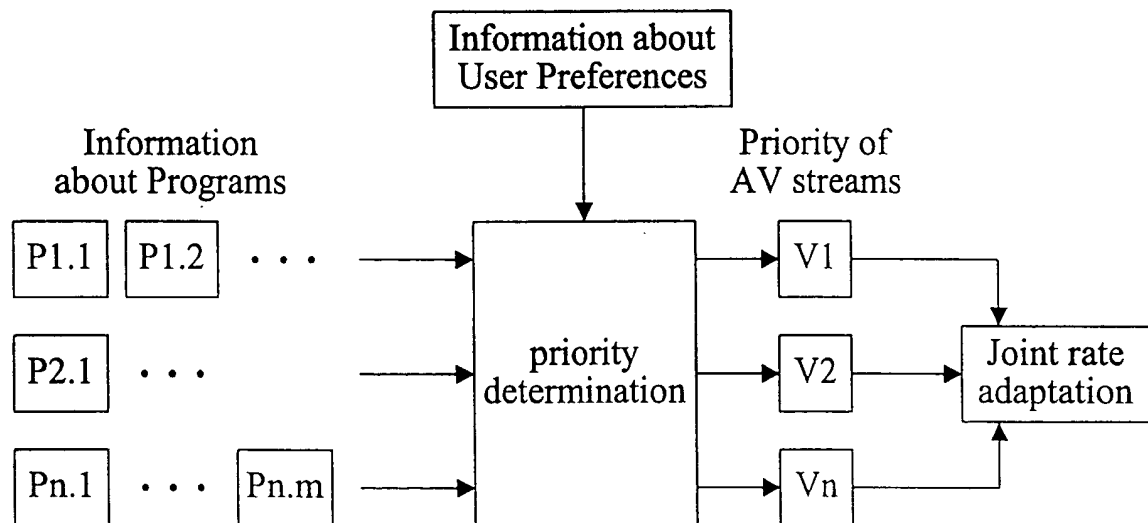 Information about
User Preferences
Information
about Programs
Priority of
AV streams
P1.1 P1.2 . . .
V1
P2.1 . . .
priority
determination
V2
Joint rate
adaptation
Pn.1 . . . Pn.m
Vn